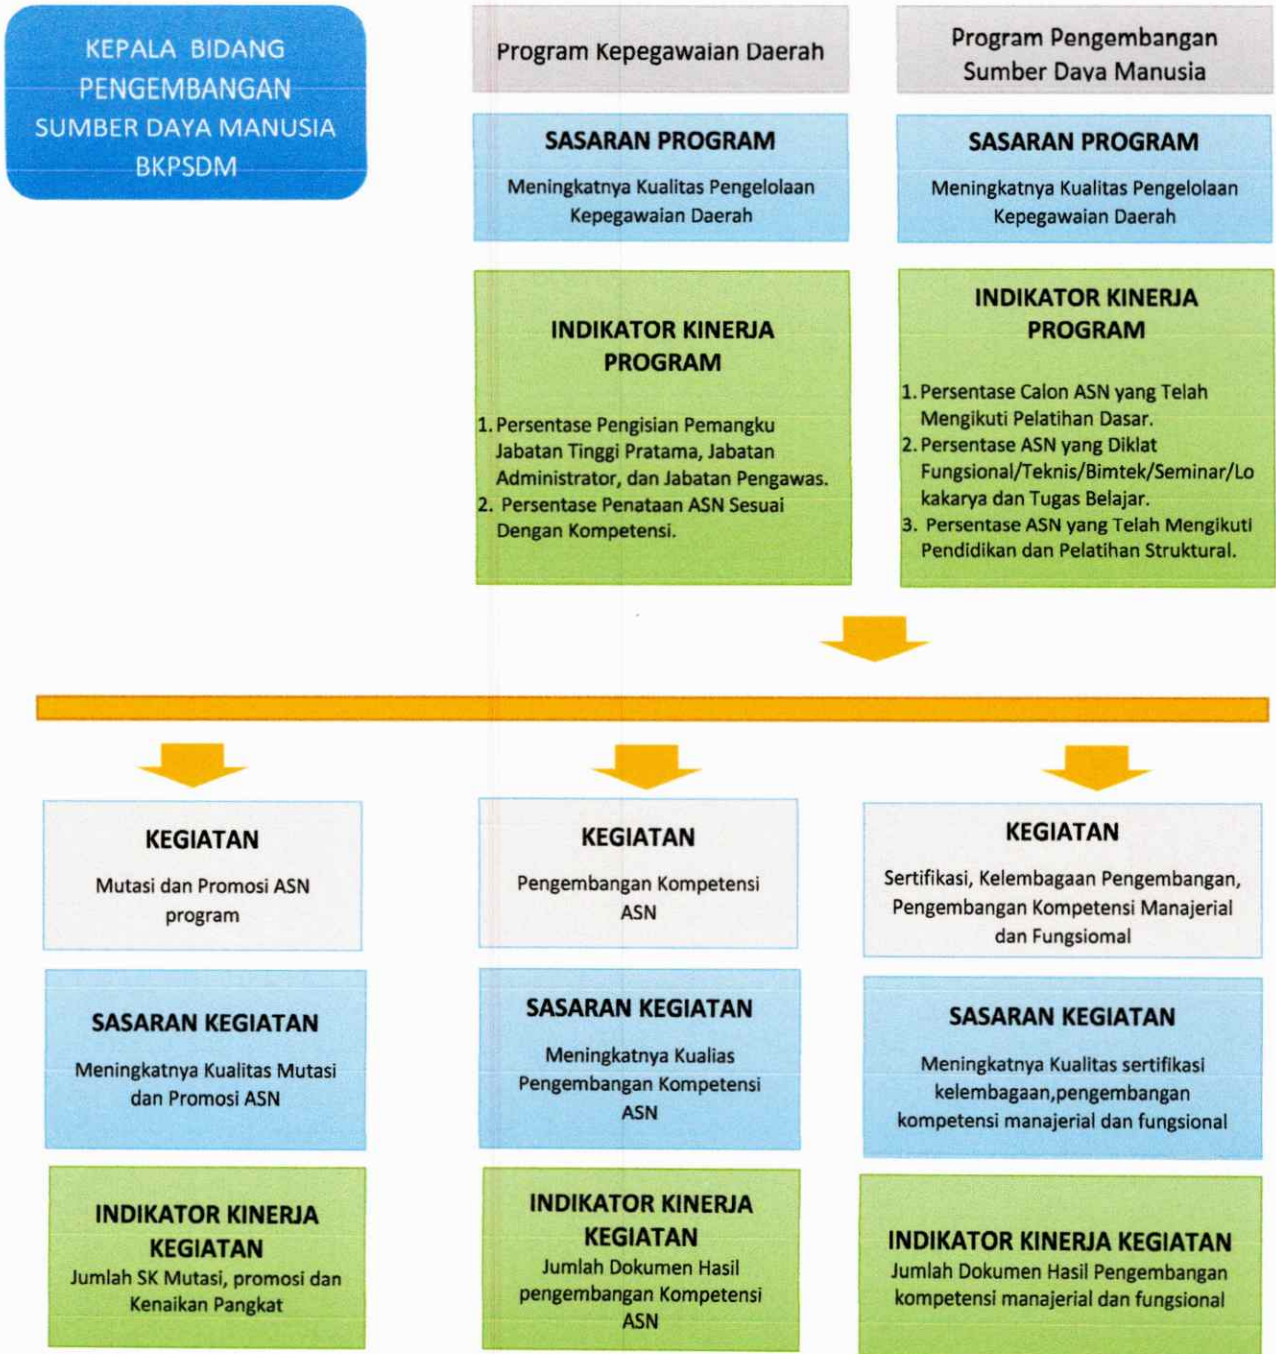 KEPALA BIDANG
PENGEMBANGAN
SUMBER DAYA MANUSIA
BKPSDM
Program Kepegawaian Daerah
Program Pengembangan
Sumber Daya Manusia
SASARAN PROGRAM
Meningkatnya Kualitas Pengelolaan
Kepegawaian Daerah
SASARAN PROGRAM
Meningkatnya Kualitas Pengelolaan
Kepegawaian Daerah
INDIKATOR KINERJA
PROGRAM
1. Persentase Pengisian Pemangku
Jabatan Tinggi Pratama, Jabatan
Administrator, dan Jabatan Pengawas.
2. Persentase Penataan ASN Sesuai
Dengan Kompetensi.
INDIKATOR KINERJA
PROGRAM
1. Persentase Calon ASN yang Telah
Mengikuti Pelatihan Dasar.
2. Persentase ASN yang Diklat
Fungsional/Teknis/Bimtek/Seminar/Lo
kakarya dan Tugas Belajar.
3. Persentase ASN yang Telah Mengikuti
Pendidikan dan Pelatihan Struktural.
KEGIATAN
Mutasi dan Promosi ASN
program
KEGIATAN
Pengembangan Kompetensi
ASN
KEGIATAN
Sertifikasi, Kelembagaan Pengembangan,
Pengembangan Kompetensi Manajerial
dan Fungsiomal
SASARAN KEGIATAN
Meningkatnya Kualitas Mutasi
dan Promosi ASN
SASARAN KEGIATAN
Meningkatnya Kualias
Pengembangan Kompetensi
ASN
SASARAN KEGIATAN
Meningkatnya Kualitas sertifikasi
kelembagaan,pengembangan
kompetensi manajerial dan fungsional
INDIKATOR KINERJA
KEGIATAN
Jumlah SK Mutasi, promosi dan
Kenaikan Pangkat
INDIKATOR KINERJA
KEGIATAN
Jumlah Dokumen Hasil
pengembangan Kompetensi
ASN
INDIKATOR KINERJA KEGIATAN
Jumlah Dokumen Hasil Pengembangan
kompetensi manajerial dan fungsional